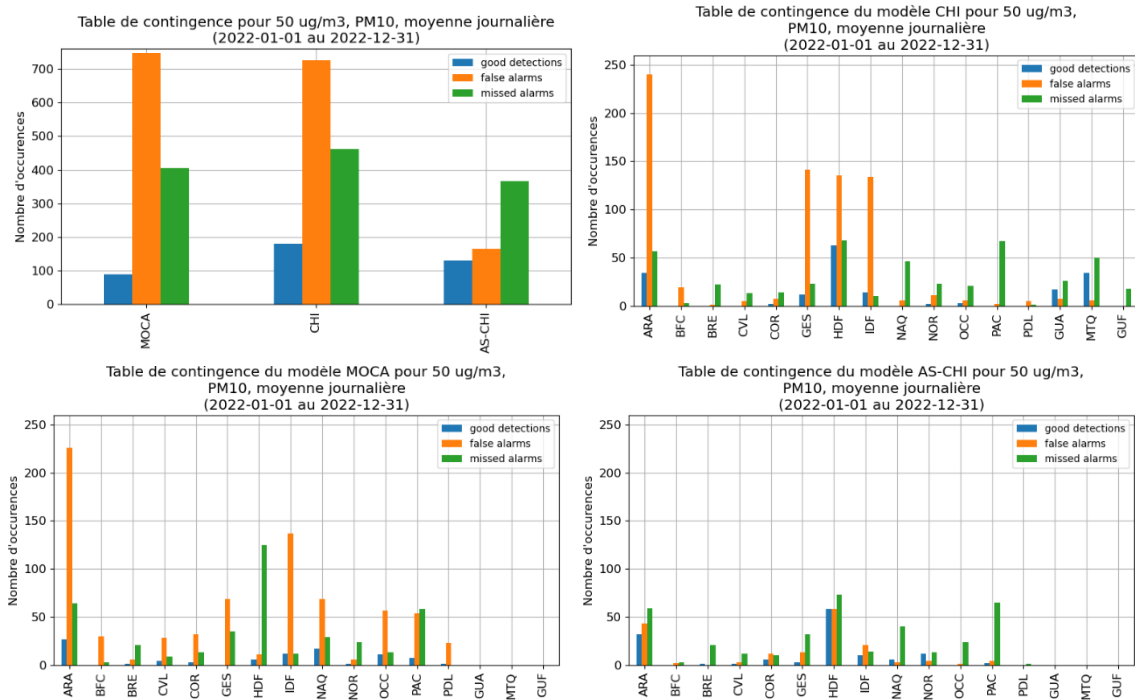 Table de contingence pour 50 ug/m3, PM10, moyenne journalière
(2022-01-01 au 2022-12-31)
Nombre d'occurences
700
600
500
400
300
200
100
0
good detections
false alarms
missed alarms
MOCA
CHI
AS-CHI
Table de contingence du modèle CHI pour 50 ug/m3,
PM10, moyenne journalière
(2022-01-01 au 2022-12-31)
Nombre d'occurences
250
200
150
100
50
0
good detections
false alarms
missed alarms
ARA
BFC
BRE
CVL
COR
GES
HDF
IDF
NAQ
NOR
OCC
PAC
PDL
GUA
MTQ
GUF
Table de contingence du modèle MOCA pour 50 ug/m3,
PM10, moyenne journalière
(2022-01-01 au 2022-12-31)
Nombre d'occurences
250
200
150
100
50
0
good detections
false alarms
missed alarms
ARA
BFC
BRE
CVL
COR
GES
HDF
IDF
NAQ
NOR
OCC
PAC
PDL
GUA
MTQ
GUF
Table de contingence du modèle AS-CHI pour 50 ug/m3,
PM10, moyenne journalière
(2022-01-01 au 2022-12-31)
Nombre d'occurences
250
200
150
100
50
0
good detections
false alarms
missed alarms
ARA
BFC
BRE
CVL
COR
GES
HDF
IDF
NAQ
NOR
OCC
PAC
PDL
GUA
MTQ
GUF